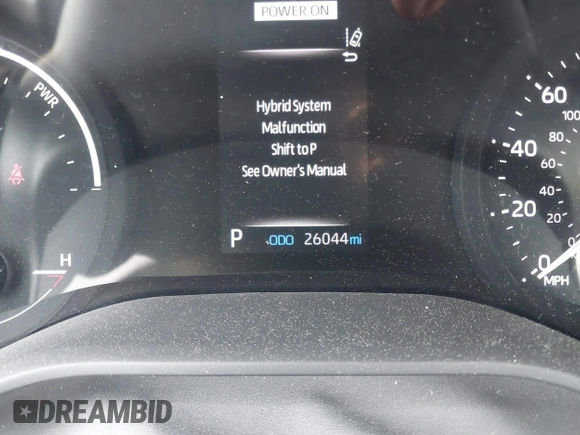 POWER ON
PWR
Hybrid System
Malfunction
Shift to P
See Owner's Manual
P ODO 26044 mi
H
60
100
80
40
60
40
20
20
0
0
MPH
DREAMBID